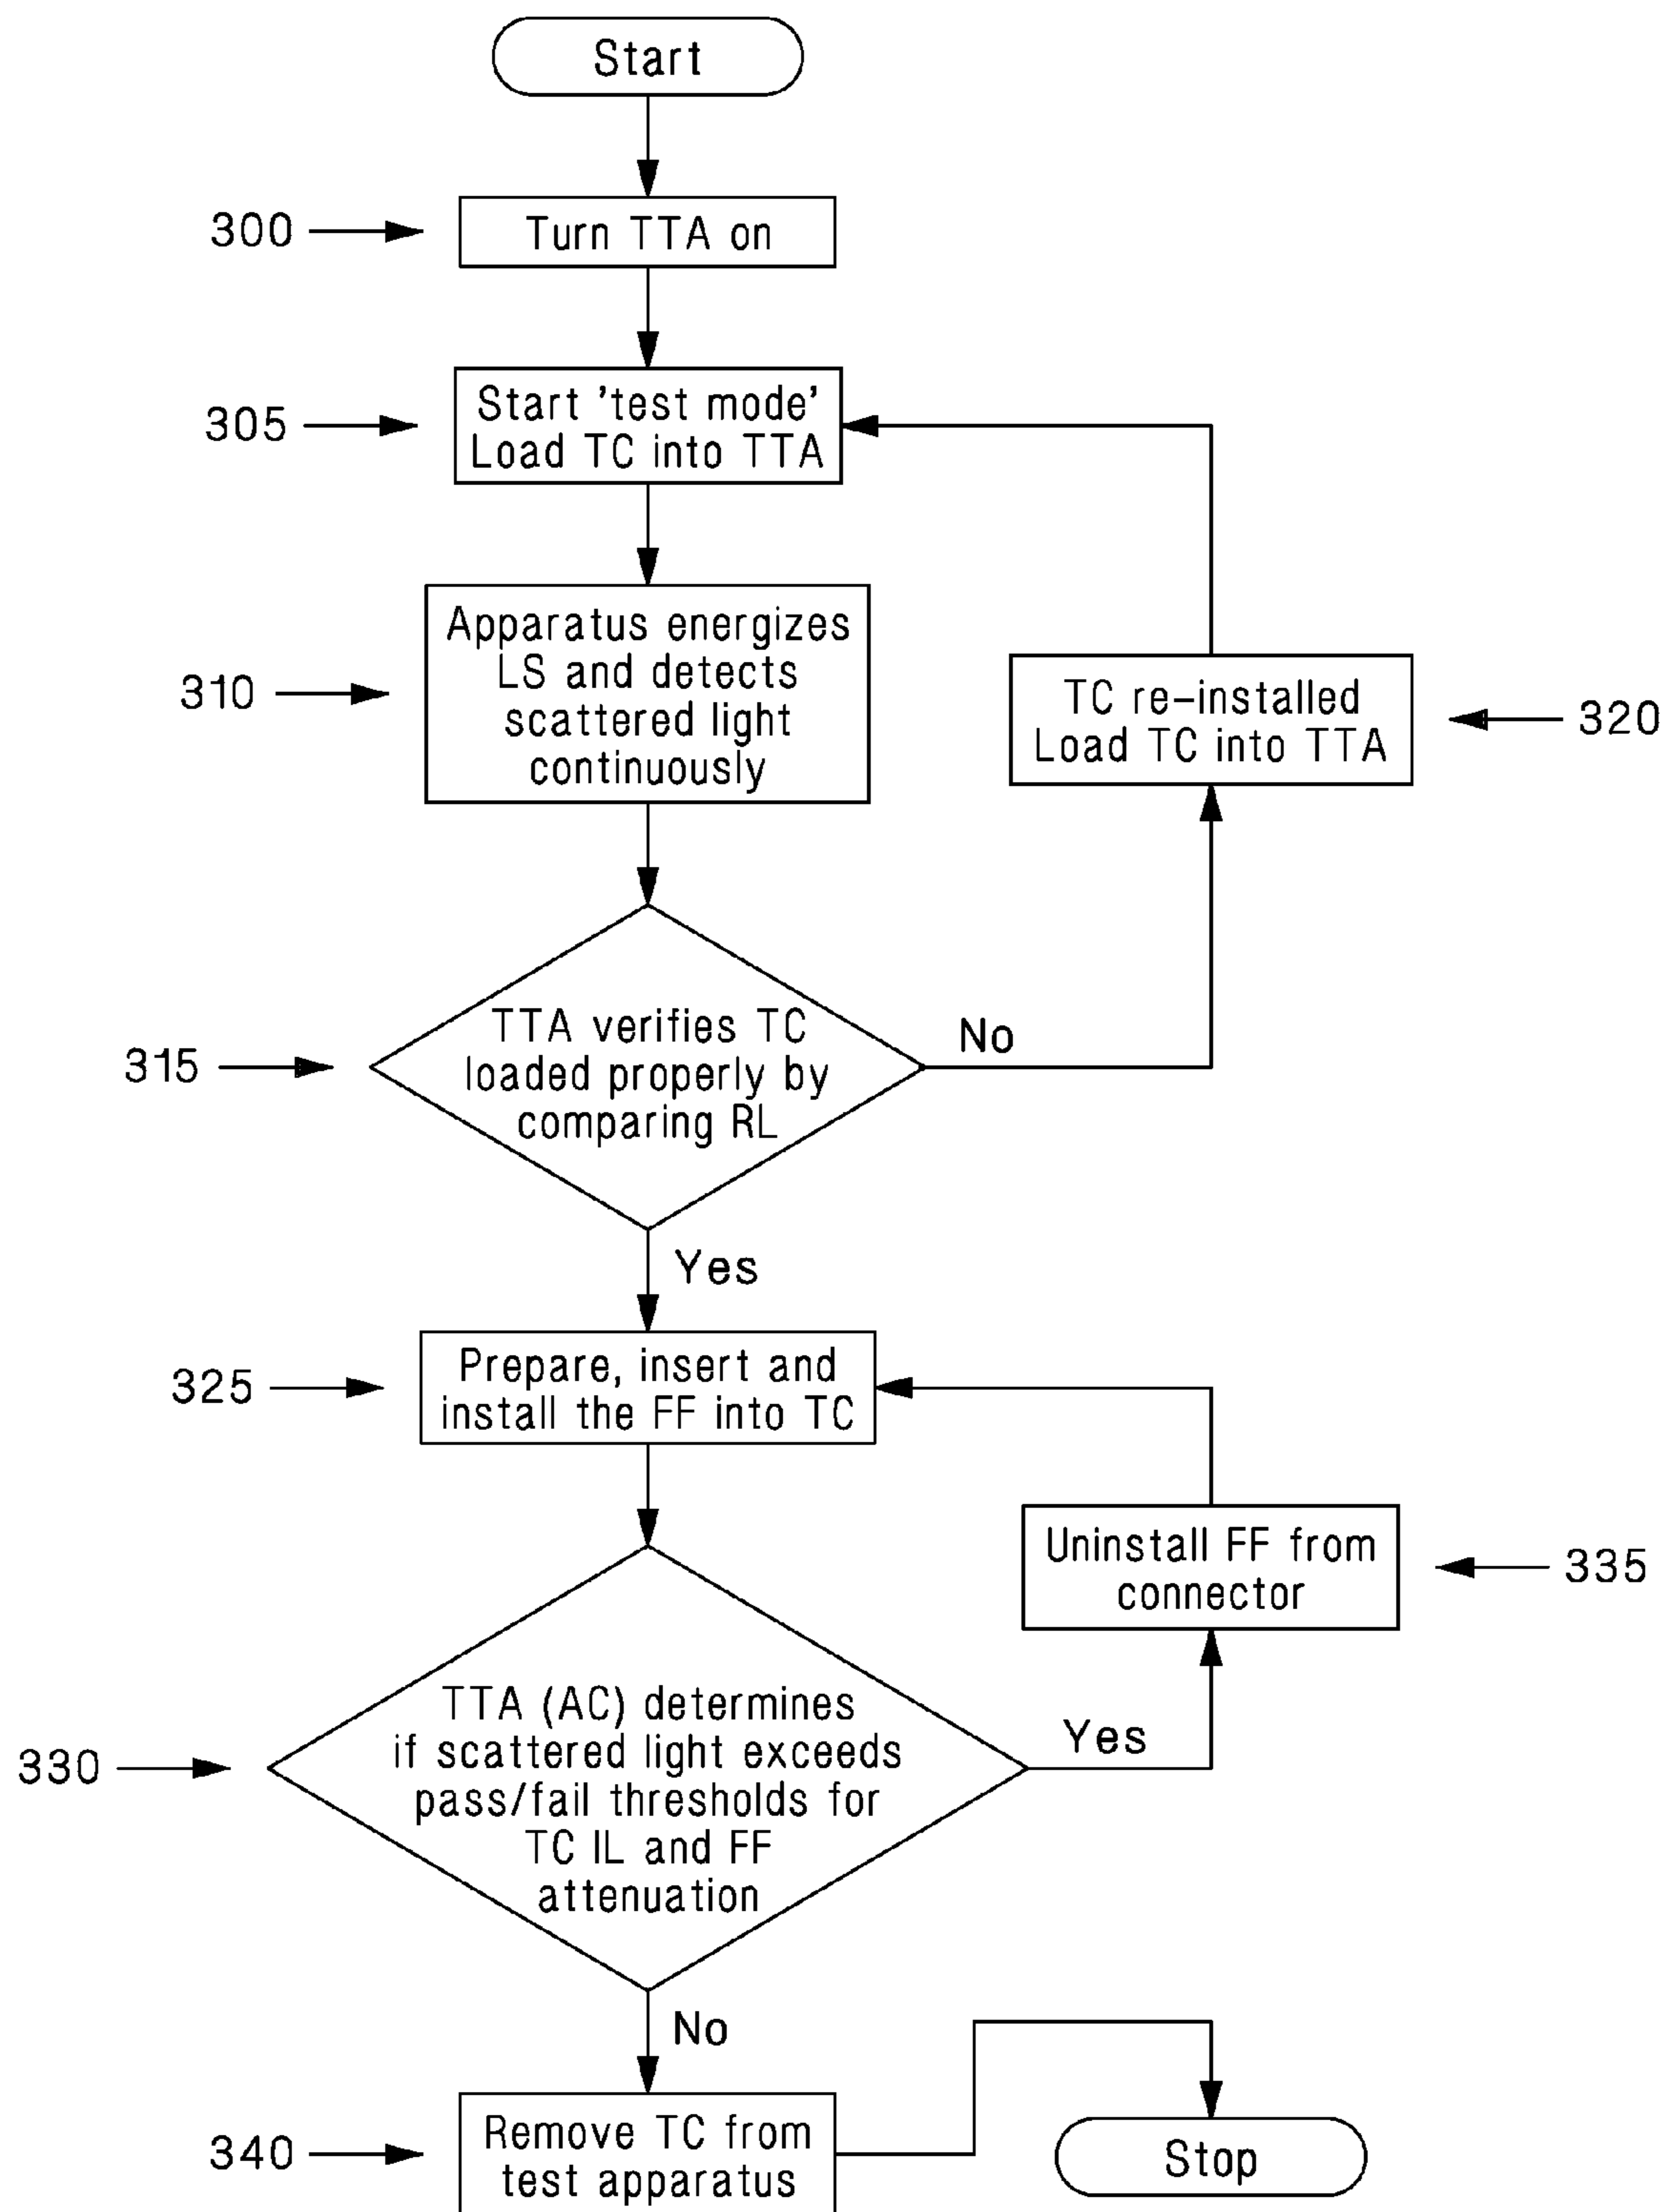 Start
300
Turn TTA on
305
Start 'test mode'
Load TC into TTA
310
Apparatus energizes
LS and detects
scattered light
continuously
TC re-installed
Load TC into TTA
320
315
TTA verifies TC
loaded properly by
comparing RL
No
Yes
325
Prepare, insert and
install the FF into TC
Uninstall FF from
connector
335
330
TTA (AC) determines
if scattered light exceeds
pass/fail thresholds for
TC IL and FF
attenuation
Yes
No
340
Remove TC from
test apparatus
Stop